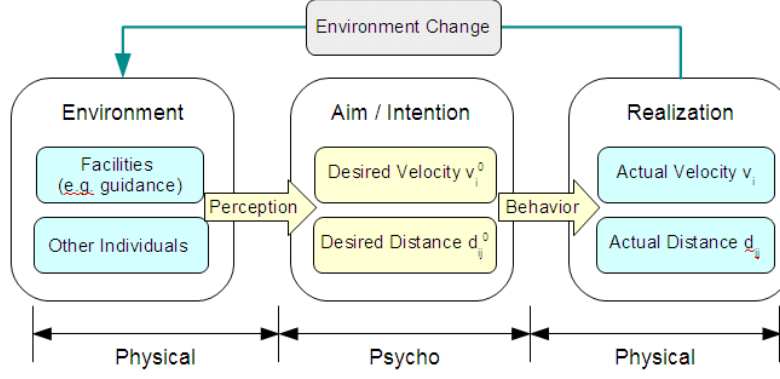 Environment Change
Environment
Facilities
(e.g. guidance)
Other Individuals
Perception
Aim / Intention
Desired Velocity v_i^0
Desired Distance d_ij^0
Behavior
Realization
Actual Velocity v_i
Actual Distance d_ij
Physical
Psycho
Physical